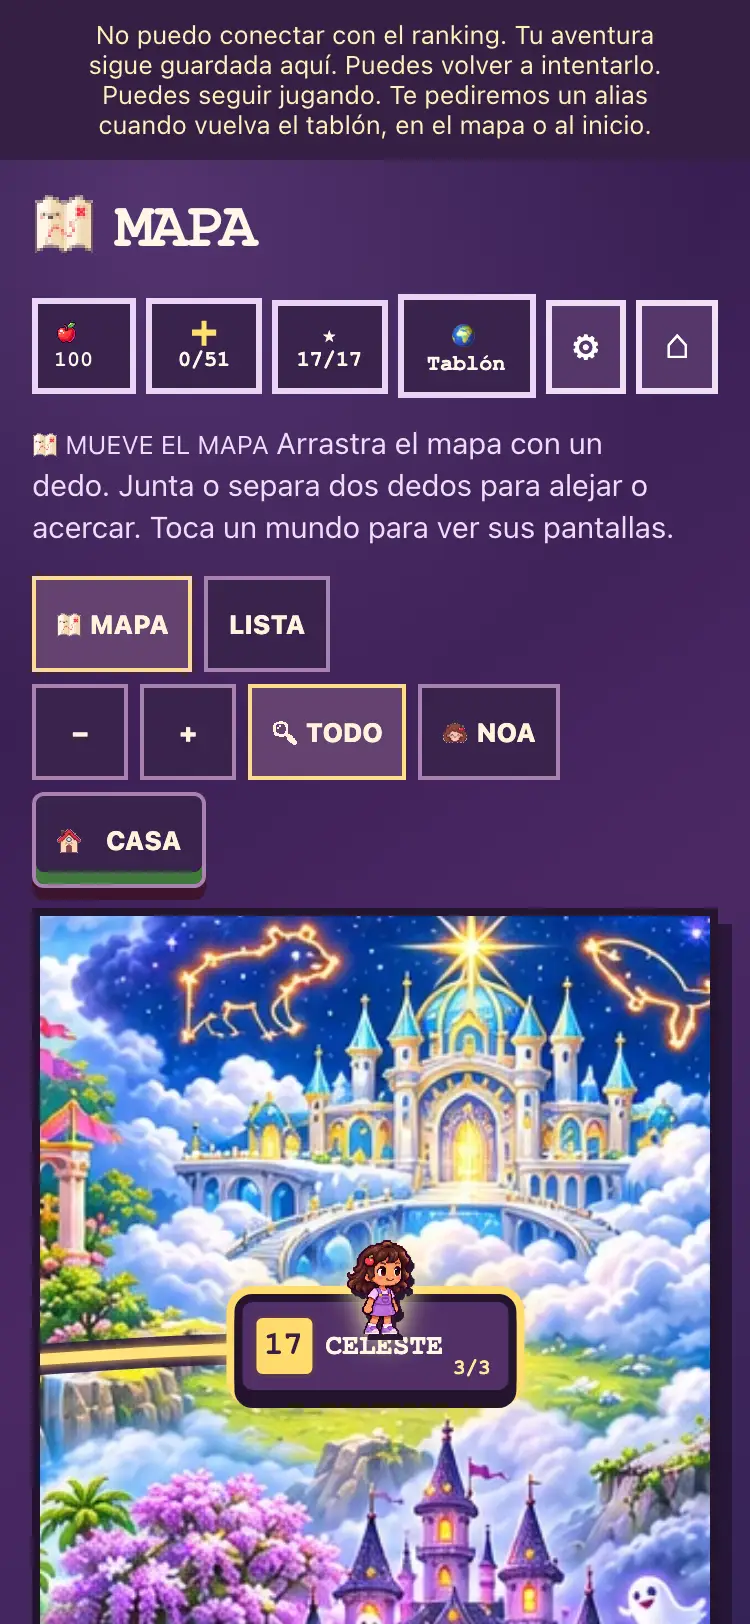 No puedo conectar con el ranking. Tu aventura
sigue guardada aquí. Puedes volver a intentarlo.
Puedes seguir jugando. Te pediremos un alias
cuando vuelva el tablón, en el mapa o al inicio.
MAPA
100
0/51
17/17
Tablón
MUEVE EL MAPA Arrastra el mapa con un
dedo. Junta o separa dos dedos para alejar o
acercar. Toca un mundo para ver sus pantallas.
MAPA
LISTA
−
+
TODO
NOA
CASA
17
CELESTE
3/3